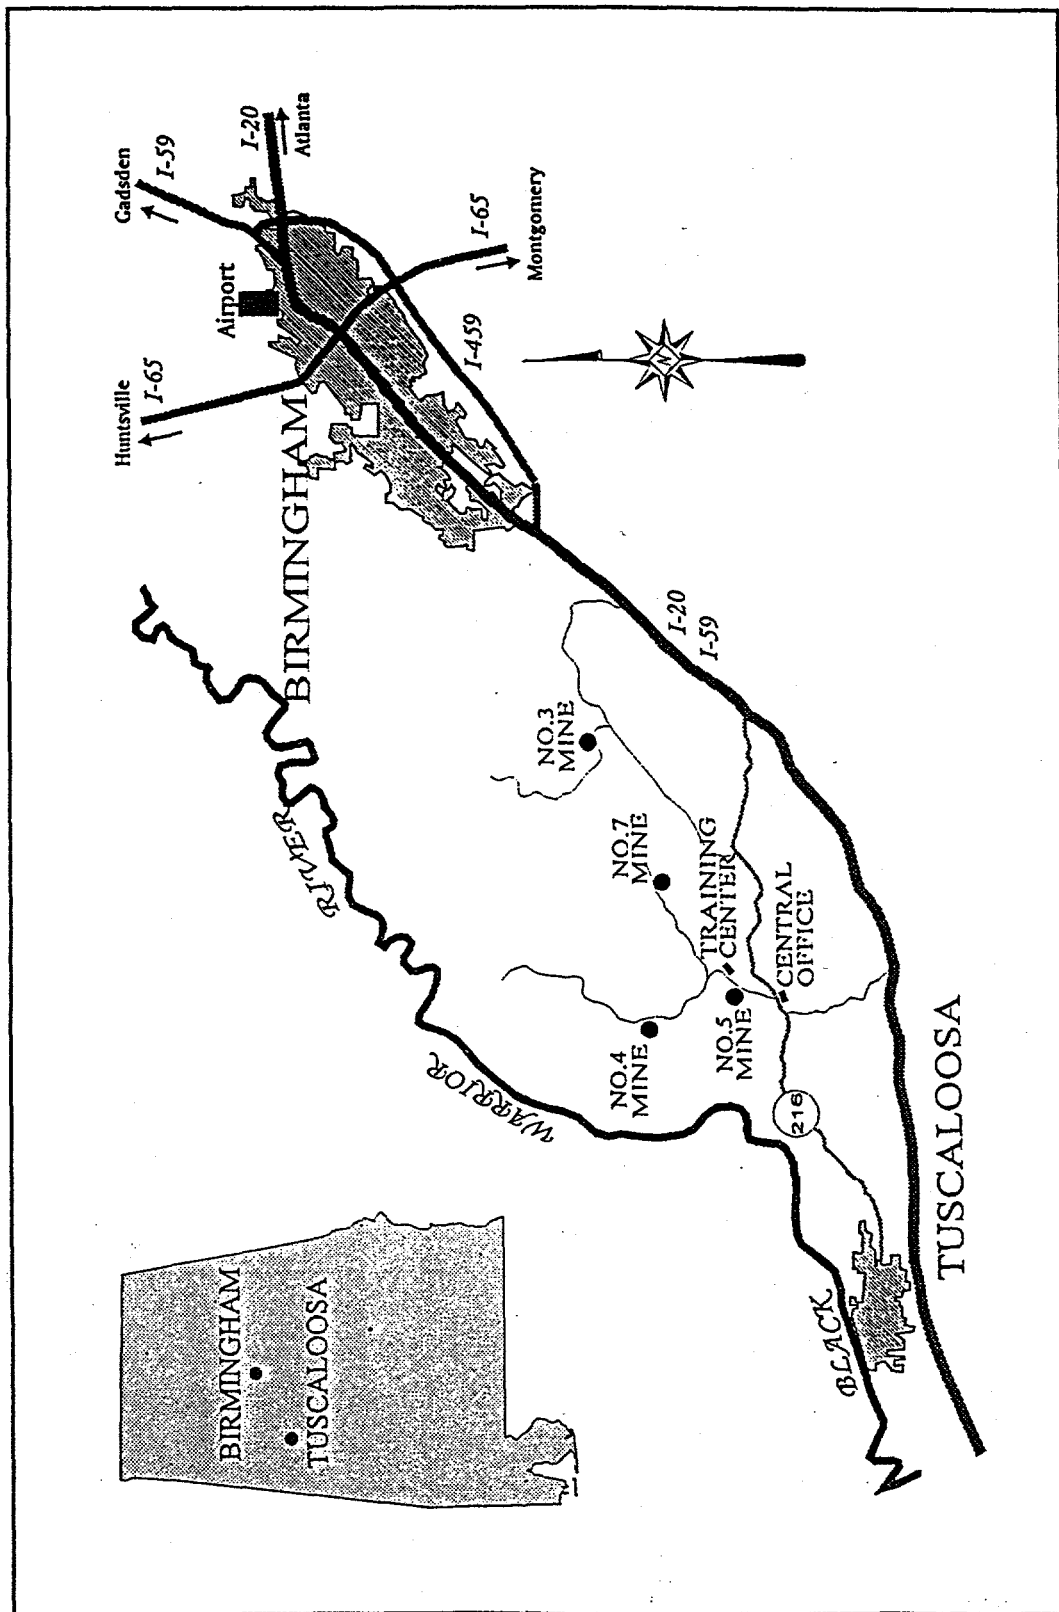 Huntsville
I-65
Gadsden
I-59
I-20
Atlanta
Airport
BIRMINGHAM
I-65
Montgomery
I-459
N
RIVER
WARRIOR
BLACK
I-20
I-59
NO.3
MINE
NO.7
MINE
TRAINING
CENTER
NO.4
MINE
NO.5
MINE
CENTRAL
OFFICE
216
TUSCALOOSA
BIRMINGHAM
TUSCALOOSA